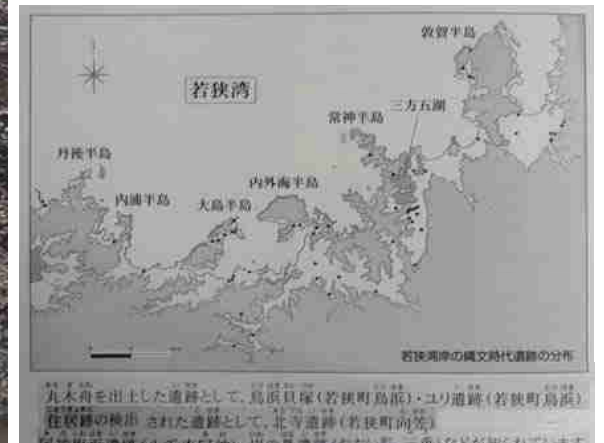 敦賀半島
若狭湾
三方五湖
常神半島
丹後半島
内外海半島
内浦半島
大島半島
若狭湾岸の縄文時代遺跡の分布
丸木舟を出土した遺跡として、鳥浜貝塚(若狭町鳥浜)・ユリ遺跡(若狭町鳥浜)
住居跡の検出 された遺跡として、北寺遺跡(若狭町向笠)